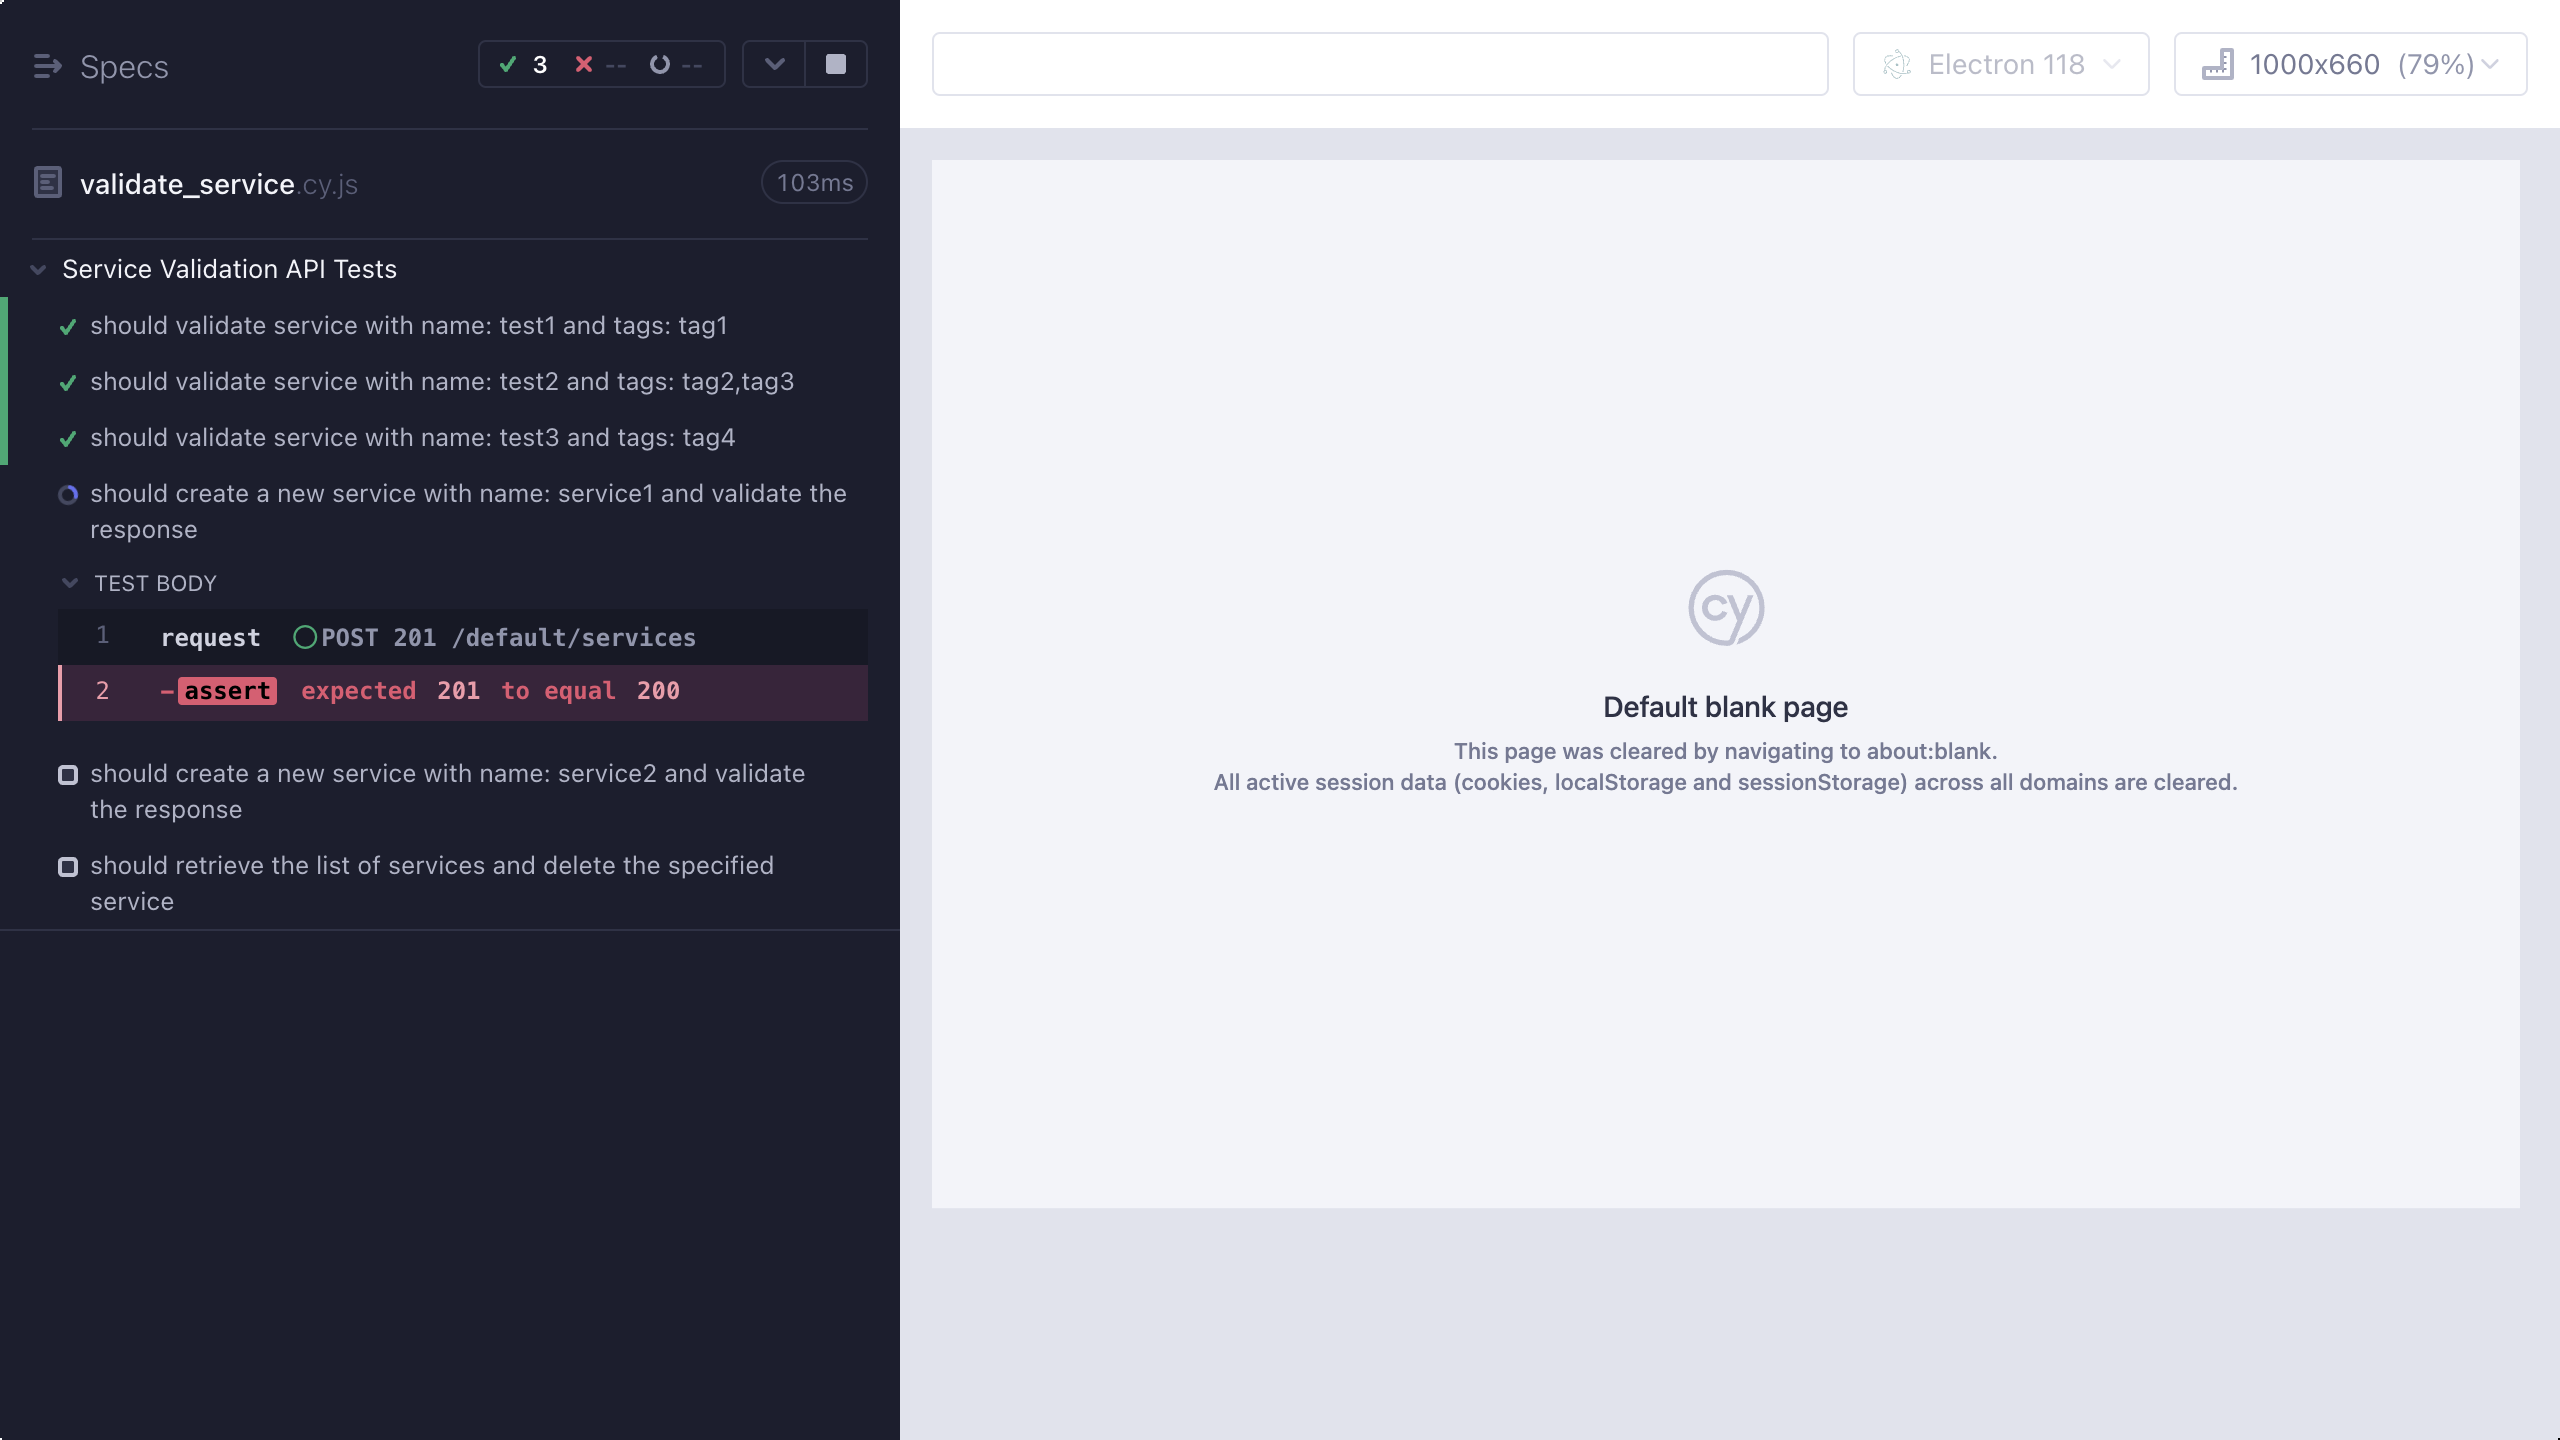 Specs
3 -- --
validate_service.cy.js
103ms
Service Validation API Tests
should validate service with name: test1 and tags: tag1
should validate service with name: test2 and tags: tag2,tag3
should validate service with name: test3 and tags: tag4
should create a new service with name: service1 and validate the
response
TEST BODY
1 request POST 201 /default/services
2 -assert expected 201 to equal 200
should create a new service with name: service2 and validate
the response
should retrieve the list of services and delete the specified
service
Electron 118
1000x660 (79%)
cy
Default blank page
This page was cleared by navigating to about:blank.
All active session data (cookies, localStorage and sessionStorage) across all domains are cleared.